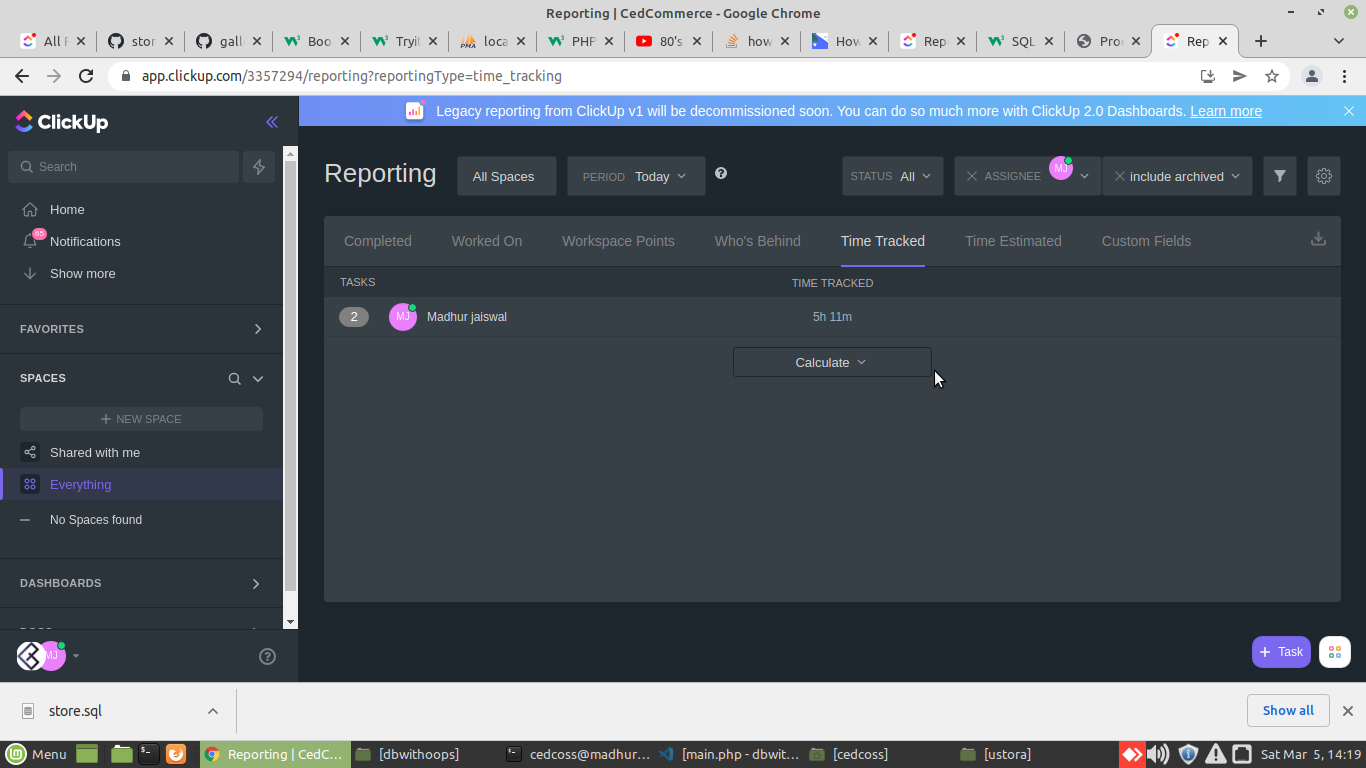 Reporting | CedCommerce - Google Chrome
All
stor
gall
Boo
Tryit
loca
PHP
80's
how
How
Rep
SQL
Pro
Rep
app.clickup.com/3357294/reporting?reportingType=time_tracking
ClickUp
Legacy reporting from ClickUp v1 will be decommissioned soon. You can do so much more with ClickUp 2.0 Dashboards. Learn more
Search
Reporting
All Spaces
PERIOD Today
STATUS All
ASSIGNEE MJ
include archived
Home
65
Notifications
Show more
Completed
Worked On
Workspace Points
Who's Behind
Time Tracked
Time Estimated
Custom Fields
TASKS
TIME TRACKED
2
MJ
Madhur jaiswal
5h 11m
Calculate
FAVORITES
SPACES
+ NEW SPACE
Shared with me
Everything
No Spaces found
DASHBOARDS
MJ
+ Task
store.sql
Show all
Menu
Reporting | CedC...
[dbwithoops]
cedcoss@madhur...
[main.php - dbwit...
[cedcoss]
[ustora]
Sat Mar 5, 14:19